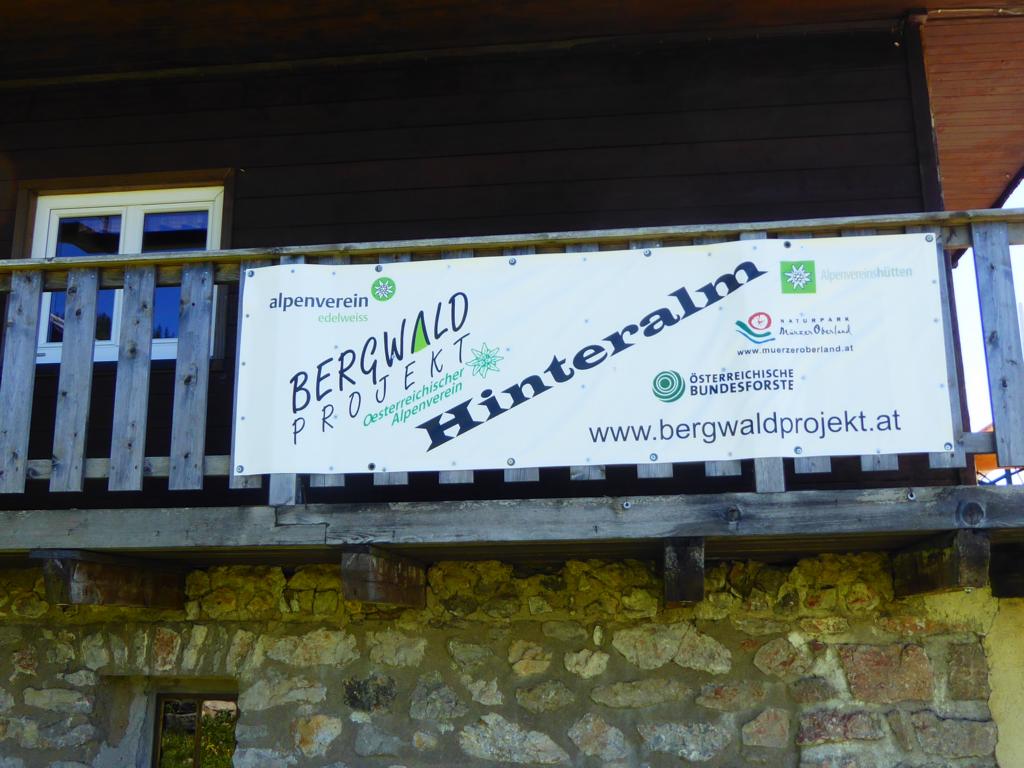 alpenverein
edelweiss
BERGWALD
PROJEKT
Oesterreichischer
Alpenverein
Hinteralm
Alpenvereinshütten
NATURPARK
Mürzer Oberland
www.muerzeroberland.at
ÖSTERREICHISCHE
BUNDESFORSTE
www.bergwaldprojekt.at